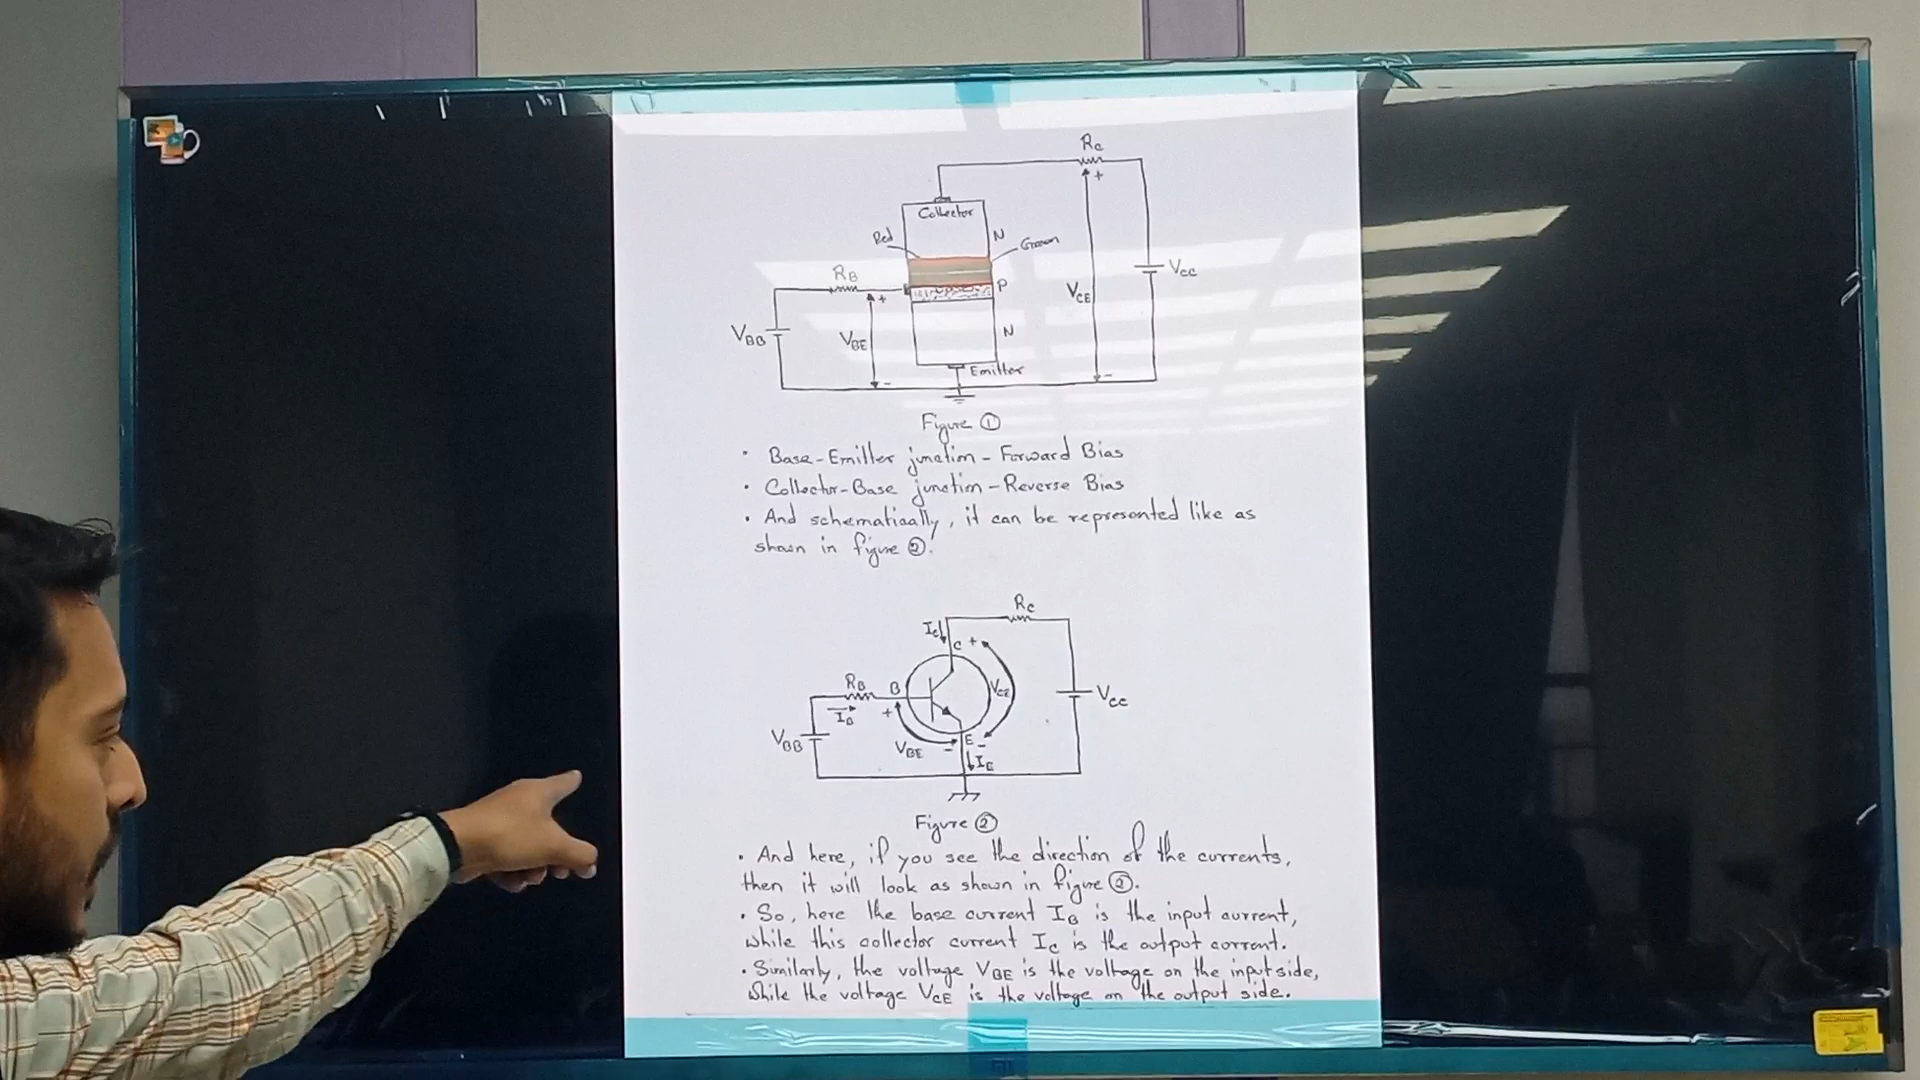 Rc
Collector
Red
N
Green
RB
+
P
VCE
VCC
VBB
VBE
N
-
Emitter
-
Figure ①
• Base-Emitter junction - Forward Bias
• Collector-Base junction - Reverse Bias
• And schematically, it can be represented like as
shown in figure ②.
Rc
Ic
C +
RB
B
VCE
VCC
IB
+
VBB
VBE
-
E -
IE
Figure ②
• And here, if you see the direction of the currents,
then it will look as shown in figure ②.
• So, here the base current IB is the input current,
while this collector current Ic is the output current.
• Similarly, the voltage VBE is the voltage on the input side,
while the voltage VCE is the voltage on the output side.